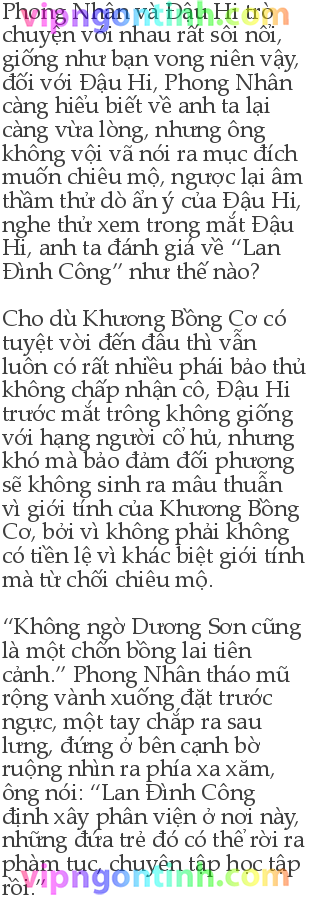 Phong Nhân và Đậu Hi trò
vipngontinh.com
chuyện với nhau rất sôi nổi,
giống như bạn vong niên vậy,
đối với Đậu Hi, Phong Nhân
càng hiểu biết về anh ta lại
càng vừa lòng, nhưng ông
không vội vã nói ra mục đích
muốn chiêu mộ, ngược lại âm
thầm thử dò ẩn ý của Đậu Hi,
nghe thử xem trong mắt Đậu
Hi, anh ta đánh giá về “Lan
Đình Công” như thế nào?
Cho dù Khương Bồng Cơ có
tuyệt vời đến đâu thì vẫn
luôn có rất nhiều phái bảo thủ
không chấp nhận cô, Đậu Hi
trước mắt trông không giống
với hạng người cổ hủ, nhưng
khó mà bảo đảm đối phương
sẽ không sinh ra mâu thuẫn
vì giới tính của Khương Bồng
Cơ, bởi vì không phải không
có tiền lệ vì khác biệt giới tính
mà từ chối chiêu mộ.
“Không ngờ Dương Sơn cũng
là một chốn bồng lai tiên
cảnh.” Phong Nhân tháo mũ
rộng vành xuống đặt trước
ngực, một tay chắp ra sau
lưng, đứng ở bên cạnh bờ
ruộng nhìn ra phía xa xăm,
ông nói: “Lan Đình Công
định xây phân viện ở nơi này,
những đứa trẻ đó có thể rời ra
phàm tục, chuyên tập học tập
vipngontinh.com
rồi.”